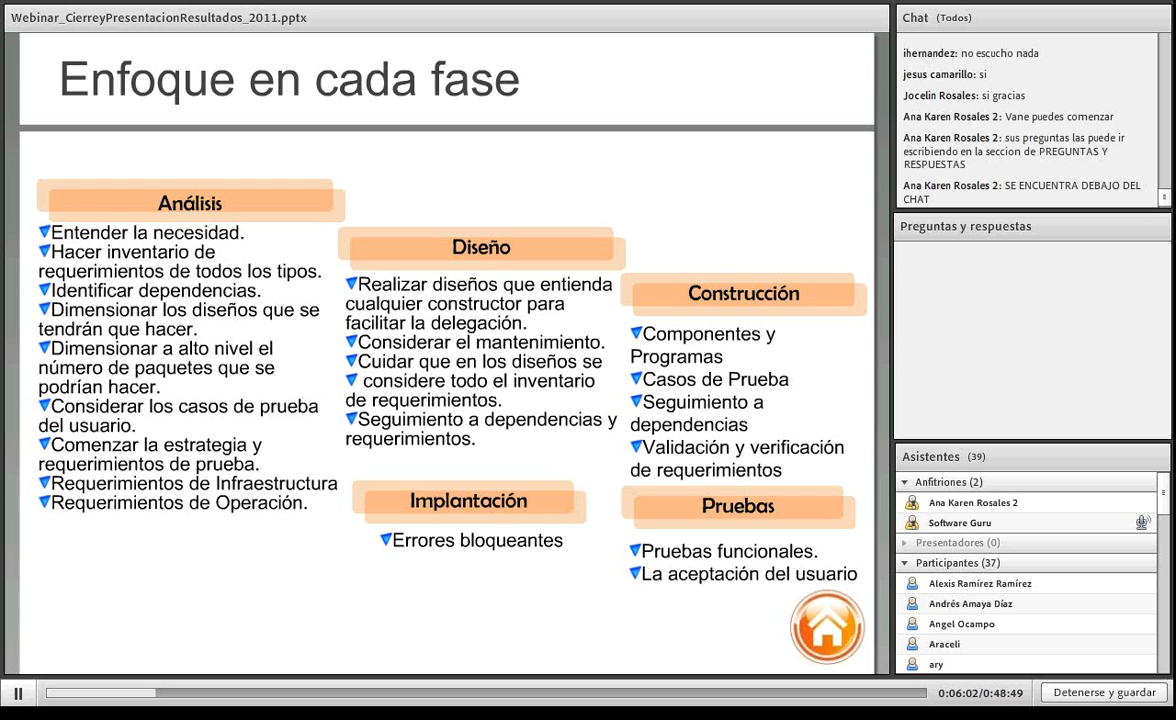 Webinar_CierreyPresentacionResultados_2011.pptx
Enfoque en cada fase
Análisis
Entender la necesidad.
Hacer inventario de
requerimientos de todos los tipos.
Identificar dependencias.
Dimensionar los diseños que se
tendrán que hacer.
Dimensionar a alto nivel el
número de paquetes que se
podrían hacer.
Considerar los casos de prueba
del usuario.
Comenzar la estrategia y
requerimientos de prueba.
Requerimientos de Infraestructura
Requerimientos de Operación.
Diseño
Realizar diseños que entienda
cualquier constructor para
facilitar la delegación.
Considerar el mantenimiento.
Cuidar que en los diseños se
considere todo el inventario
de requerimientos.
Seguimiento a dependencias y
requerimientos.
Construcción
Componentes y
Programas
Casos de Prueba
Seguimiento a
dependencias
Validación y verificación
de requerimientos
Implantación
Errores bloqueantes
Pruebas
Pruebas funcionales.
La aceptación del usuario
Chat (Todos)
ihernandez: no escucho nada
jesus camarillo: si
Jocelin Rosales: si gracias
Ana Karen Rosales 2: Vane puedes comenzar
Ana Karen Rosales 2: sus preguntas las puede ir
escribiendo en la seccion de PREGUNTAS Y
RESPUESTAS
Ana Karen Rosales 2: SE ENCUENTRA DEBAJO DEL
CHAT
Preguntas y respuestas
Asistentes (39)
Anfitriones (2)
Ana Karen Rosales 2
Software Guru
Presentadores (0)
Participantes (37)
Alexis Ramírez Ramírez
Andrés Amaya Díaz
Angel Ocampo
Araceli
ary
0:06:02/0:48:49
Detenerse y guardar